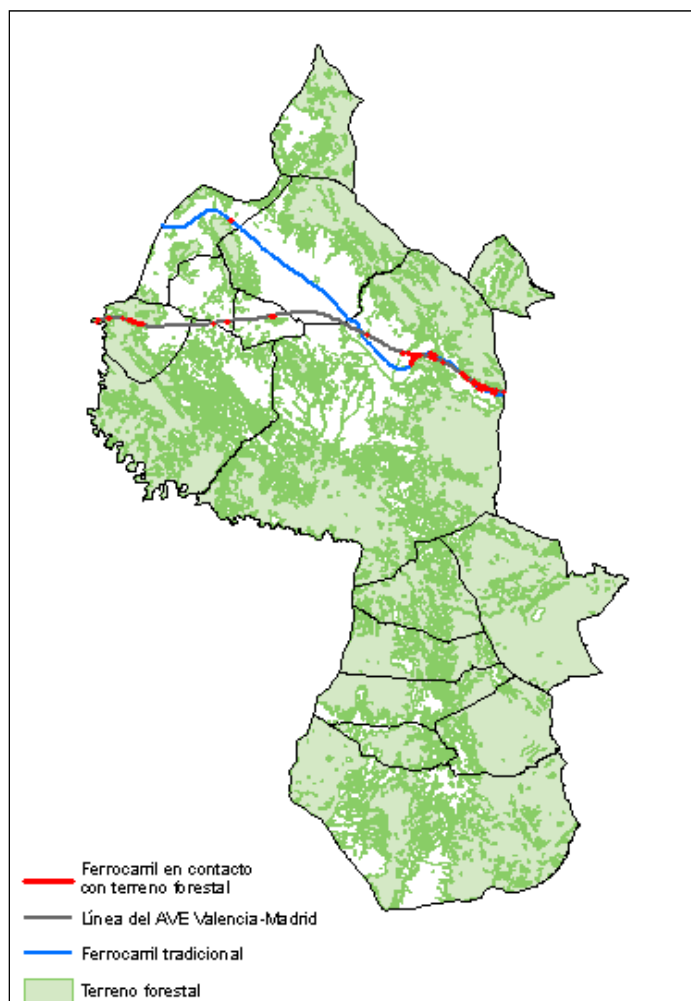 Ferrocarril en contacto
con terreno forestal
Línea del AVE Valencia-Madrid
Ferrocarril tradicional
Terreno forestal